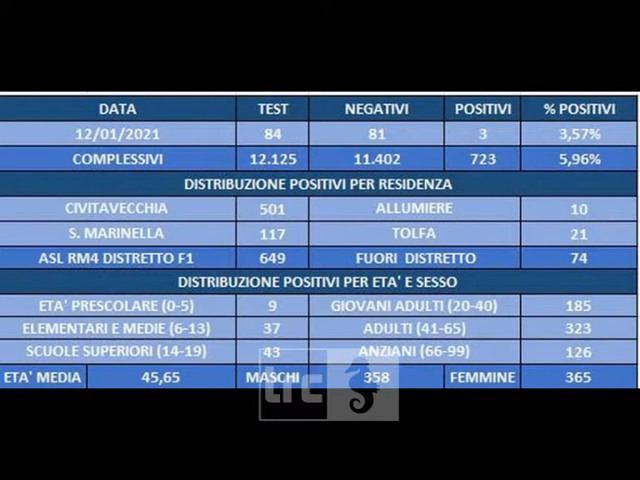 DATA TEST NEGATIVI POSITIVI % POSITIVI
12/01/2021 84 81 3 3,57%
COMPLESSIVI 12.125 11.402 723 5,96%
DISTRIBUZIONE POSITIVI PER RESIDENZA
CIVITAVECCHIA 501 ALLUMIERE 10
S. MARINELLA 117 TOLFA 21
ASL RM4 DISTRETTO F1 649 FUORI DISTRETTO 74
DISTRIBUZIONE POSITIVI PER ETA' E SESSO
ETA' PRESCOLARE (0-5) 9 GIOVANI ADULTI (20-40) 185
ELEMENTARI E MEDIE (6-13) 37 ADULTI (41-65) 323
SCUOLE SUPERIORI (14-19) 43 ANZIANI (66-99) 126
ETA' MEDIA 45,65 MASCHI 358 FEMMINE 365
trc